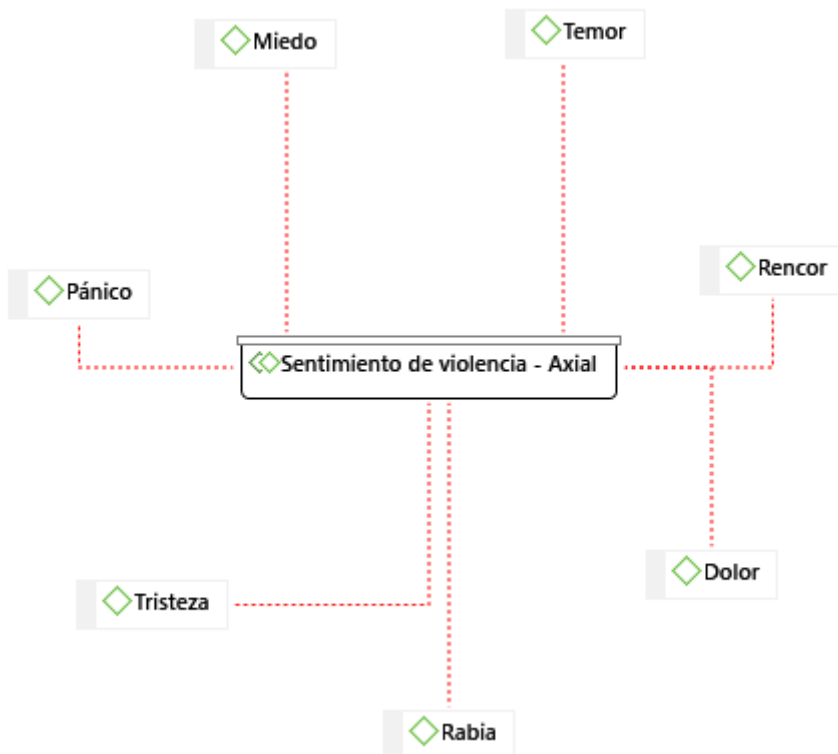 Miedo
Temor
Pánico
Rencor
Sentimiento de violencia - Axial
Tristeza
Dolor
Rabia